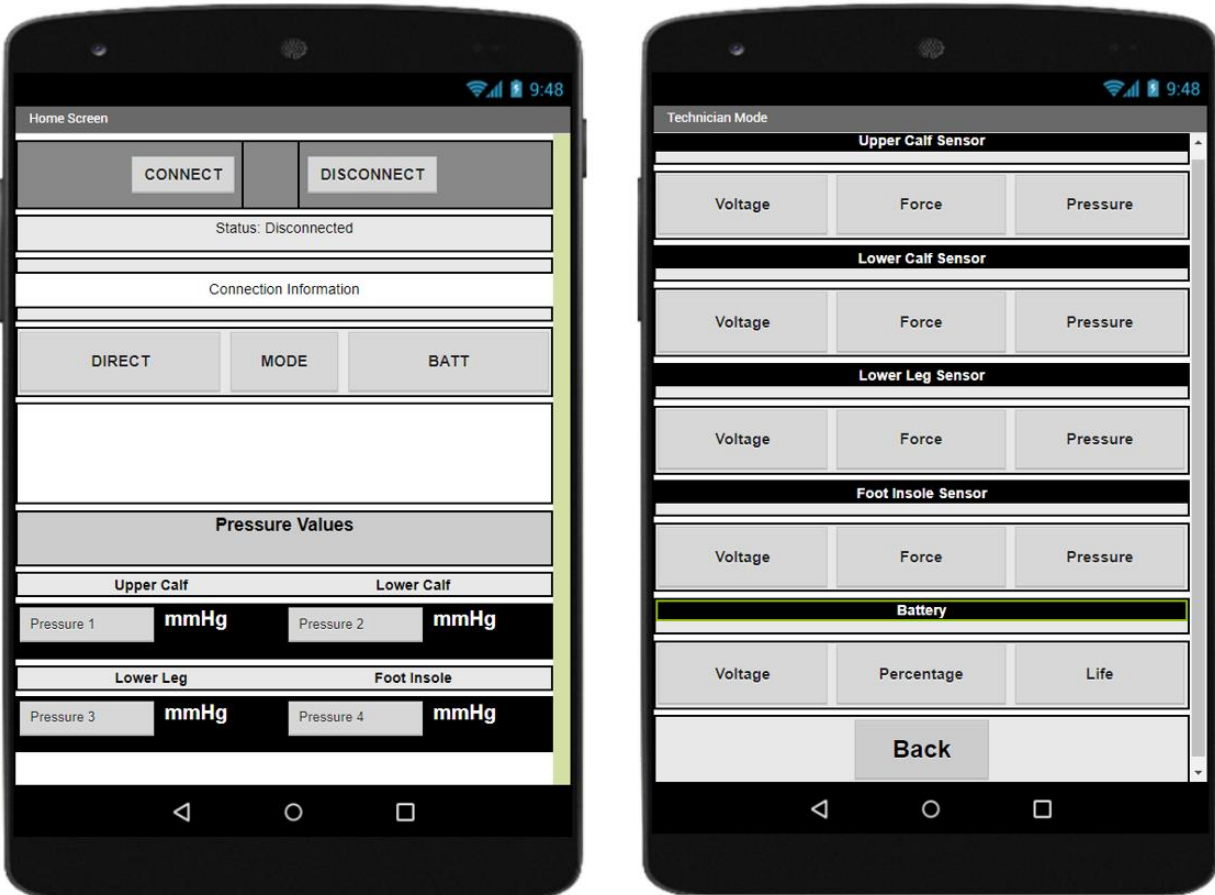 9:48
Home Screen
CONNECT DISCONNECT
Status: Disconnected
Connection Information
DIRECT MODE BATT
Pressure Values
Upper Calf Lower Calf
Pressure 1 mmHg Pressure 2 mmHg
Lower Leg Foot Insole
Pressure 3 mmHg Pressure 4 mmHg
9:48
Technician Mode
Upper Calf Sensor
Voltage Force Pressure
Lower Calf Sensor
Voltage Force Pressure
Lower Leg Sensor
Voltage Force Pressure
Foot Insole Sensor
Voltage Force Pressure
Battery
Voltage Percentage Life
Back